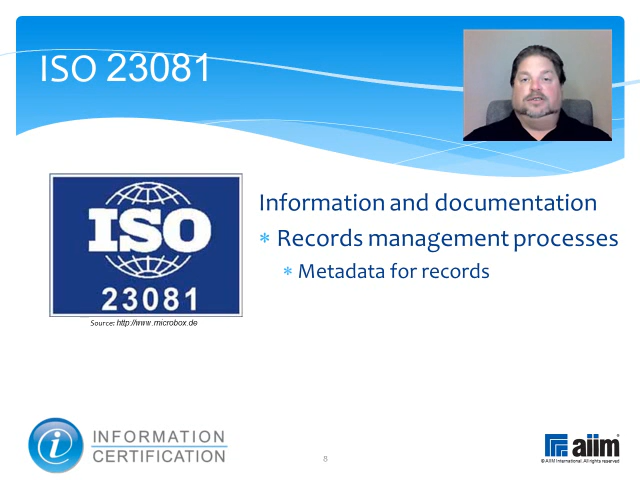 ISO 23081
ISO
23081
Source: http://www.microbox.de
Information and documentation
* Records management processes
* Metadata for records
i INFORMATION
CERTIFICATION
8
aiim
© AIIM International. All rights reserved